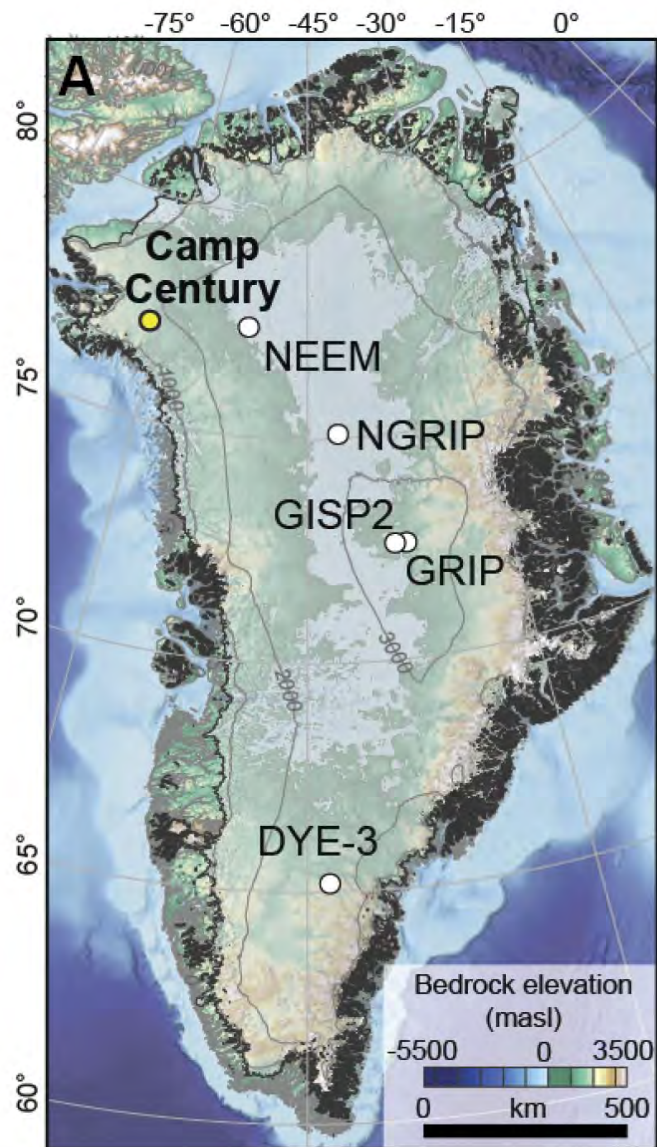 -75° -60° -45° -30° -15° 0°
A
80°
Camp
Century
NEEM
75°
1000
NGRIP
GISP2
GRIP
70°
3000
2000
DYE-3
65°
Bedrock elevation
(masl)
-5500 0 3500
0 km 500
60°